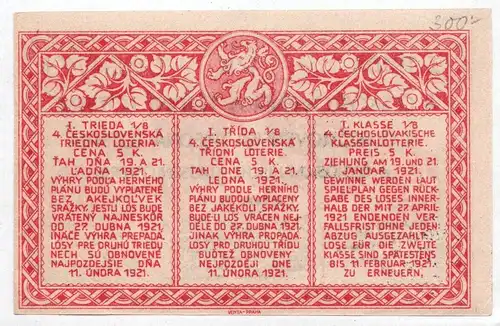 300.-
I. TRIEDA 1/8
4. ČESKOSLOVENSKÁ
TRIEDNA LOTERIA.
CENA 5 K.
ŤAH DŇA 19. A 21.
ĽADŇA 1921.
VÝHRY PODLE HERNÉHO
PLÁNU BUDÚ VYPLATENÉ
BEZ AKEJKOĽVEK
SRÁŽKY, JESTLI LOS BUDE
VRÁTENÝ NAJNESKÔR
DO 27. DUBNA 1921.
INÁČE VÝHRA PREPADÁ.
LOSY PRE DRUHÚ TRIEDU
NECH SÚ OBNOVENÉ
NAJPOZDEJŠIE DŇA
11. ÚNORA 1921.
I. TŘÍDA 1/8
4. ČESKOSLOVENSKÁ
TŘÍDNÍ LOTERIE.
CENA 5 K.
TAH DNE 19. A 21.
LEDNA 1921.
VÝHRY PODLE HERNÍHO
PLÁNU BUDOU VYPLACENY
Z JAKÉKOLI SRÁŽKY,
BUDE-LI LOS VRÁCEN NEJ-
DÉLE DO 27. DUBNA 1921.
JINAK VÝHRA PROPADÁ.
LOSY PRO DRUHOU TŘÍDU
BUĎTEŽ OBNOVENY
NEJPOZDĚJI DNE
11. ÚNORA 1921.
I. KLASSE 1/8
4. ČECHOSLOVAKISCHE
KLASSENLOTTERIE.
PREIS 5 K.
ZIEHUNG AM 19. UND 21.
JANUAR 1921.
GEWINNE WERDEN LAUT
SPIELPLAN GEGEN RÜCK-
GABE DES LOSES INNER-
HALB DER MIT 27. APRIL
1921 ENDENDEN VER-
FALLSFRIST OHNE JEDEN
ABZUG AUSGEZAHLT.
LOSE FÜR DIE ZWEITE
KLASSE SIND SPÄTESTENS
BIS 11. FEBRUAR 1921.
ZU ERNEUERN.